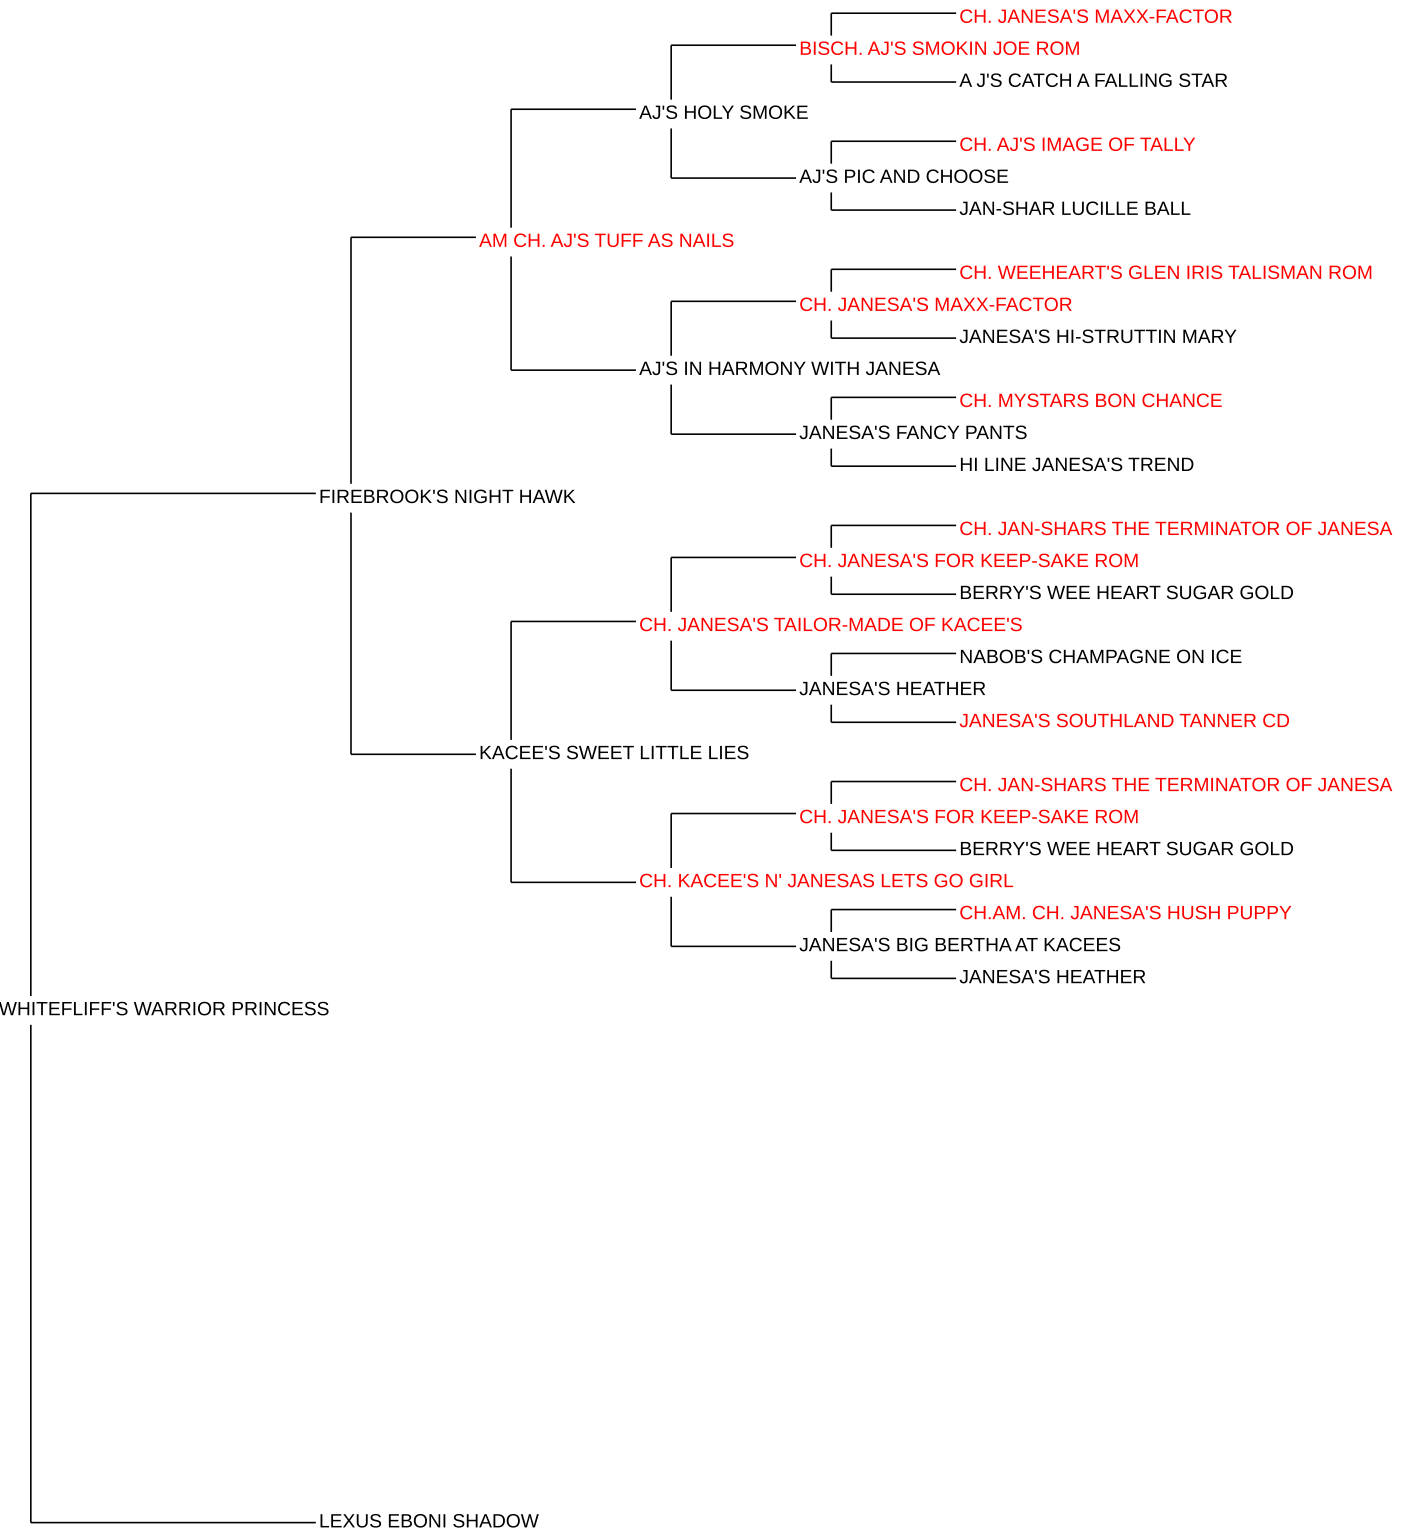 CH. JANESA'S MAXX-FACTOR
BISCH. AJ'S SMOKIN JOE ROM
A J'S CATCH A FALLING STAR
AJ'S HOLY SMOKE
CH. AJ'S IMAGE OF TALLY
AJ'S PIC AND CHOOSE
JAN-SHAR LUCILLE BALL
AM CH. AJ'S TUFF AS NAILS
CH. WEEHEART'S GLEN IRIS TALISMAN ROM
CH. JANESA'S MAXX-FACTOR
JANESA'S HI-STRUTTIN MARY
AJ'S IN HARMONY WITH JANESA
CH. MYSTARS BON CHANCE
JANESA'S FANCY PANTS
HI LINE JANESA'S TREND
FIREBROOK'S NIGHT HAWK
CH. JAN-SHARS THE TERMINATOR OF JANESA
CH. JANESA'S FOR KEEP-SAKE ROM
BERRY'S WEE HEART SUGAR GOLD
CH. JANESA'S TAILOR-MADE OF KACEE'S
NABOB'S CHAMPAGNE ON ICE
JANESA'S HEATHER
JANESA'S SOUTHLAND TANNER CD
KACEE'S SWEET LITTLE LIES
CH. JAN-SHARS THE TERMINATOR OF JANESA
CH. JANESA'S FOR KEEP-SAKE ROM
BERRY'S WEE HEART SUGAR GOLD
CH. KACEE'S N' JANESAS LETS GO GIRL
CH.AM. CH. JANESA'S HUSH PUPPY
JANESA'S BIG BERTHA AT KACEES
JANESA'S HEATHER
WHITEFLIFF'S WARRIOR PRINCESS
LEXUS EBONI SHADOW